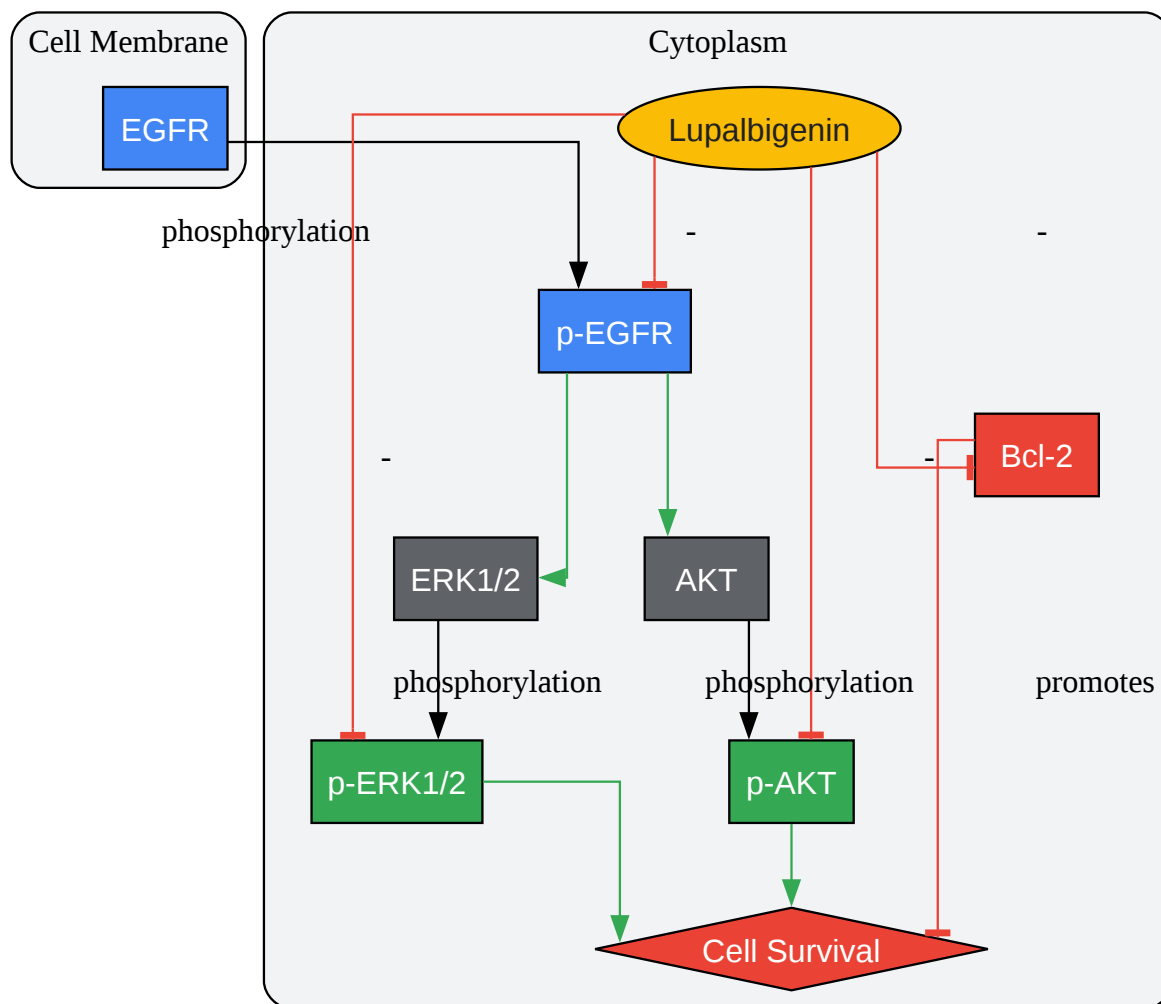 Cell Membrane
Cytoplasm
EGFR
Lupalbigenin
phosphorylation
-
-
p-EGFR
-
-
Bcl-2
ERK1/2
AKT
phosphorylation
phosphorylation
promotes
p-ERK1/2
p-AKT
Cell Survival